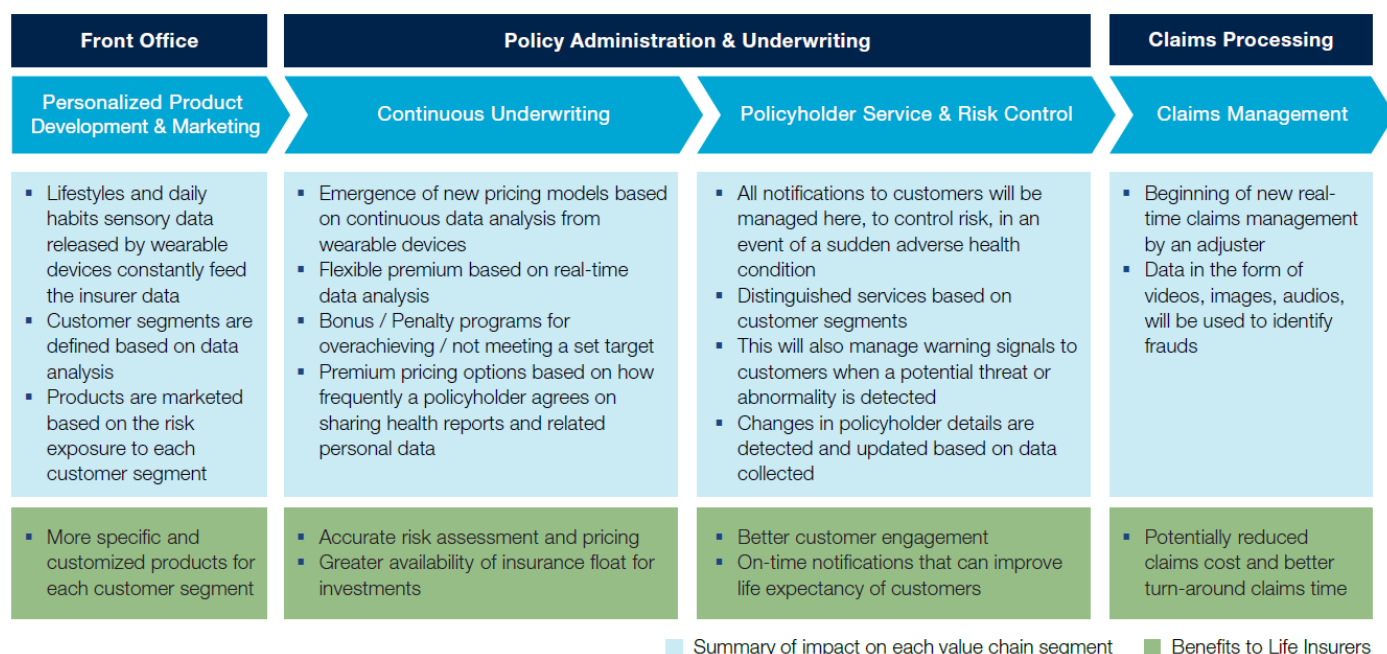 Front Office
Policy Administration & Underwriting
Claims Processing
Personalized Product
Development & Marketing
Continuous Underwriting
Policyholder Service & Risk Control
Claims Management
▪ Lifestyles and daily
habits sensory data
released by wearable
devices constantly feed
the insurer data
▪ Customer segments are
defined based on data
analysis
▪ Products are marketed
based on the risk
exposure to each
customer segment
▪ Emergence of new pricing models based
on continuous data analysis from
wearable devices
▪ Flexible premium based on real-time
data analysis
▪ Bonus / Penalty programs for
overachieving / not meeting a set target
▪ Premium pricing options based on how
frequently a policyholder agrees on
sharing health reports and related
personal data
▪ All notifications to customers will be
managed here, to control risk, in an
event of a sudden adverse health
condition
▪ Distinguished services based on
customer segments
▪ This will also manage warning signals to
customers when a potential threat or
abnormality is detected
▪ Changes in policyholder details are
detected and updated based on data
collected
▪ Beginning of new real-
time claims management
by an adjuster
▪ Data in the form of
videos, images, audios,
will be used to identify
frauds
▪ More specific and
customized products for
each customer segment
▪ Accurate risk assessment and pricing
▪ Greater availability of insurance float for
investments
▪ Better customer engagement
▪ On-time notifications that can improve
life expectancy of customers
▪ Potentially reduced
claims cost and better
turn-around claims time
Summary of impact on each value chain segment
Benefits to Life Insurers